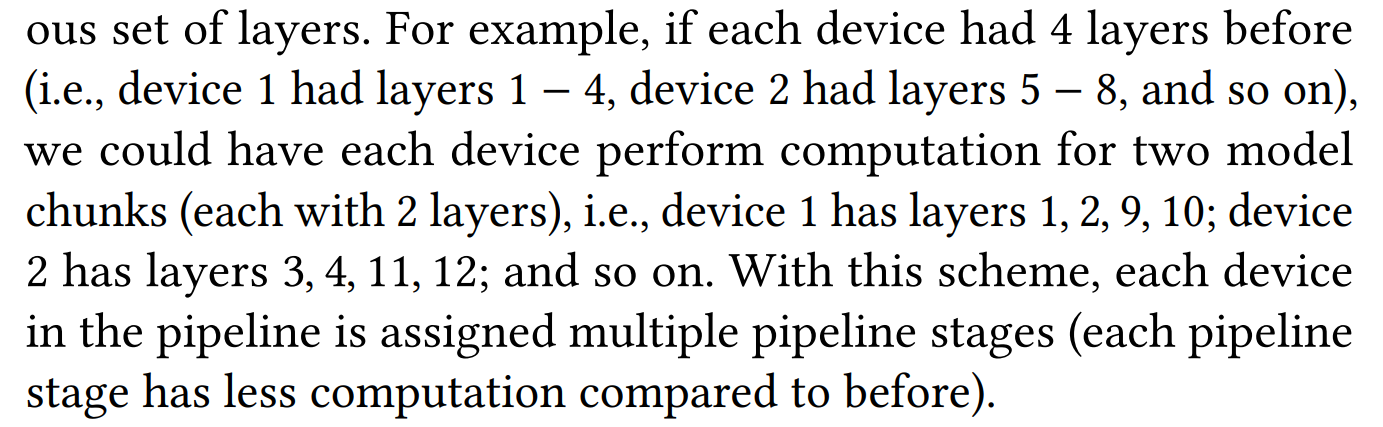 ous set of layers. For example, if each device had 4 layers before
(i.e., device 1 had layers 1 − 4, device 2 had layers 5 − 8, and so on),
we could have each device perform computation for two model
chunks (each with 2 layers), i.e., device 1 has layers 1, 2, 9, 10; device
2 has layers 3, 4, 11, 12; and so on. With this scheme, each device
in the pipeline is assigned multiple pipeline stages (each pipeline
stage has less computation compared to before).